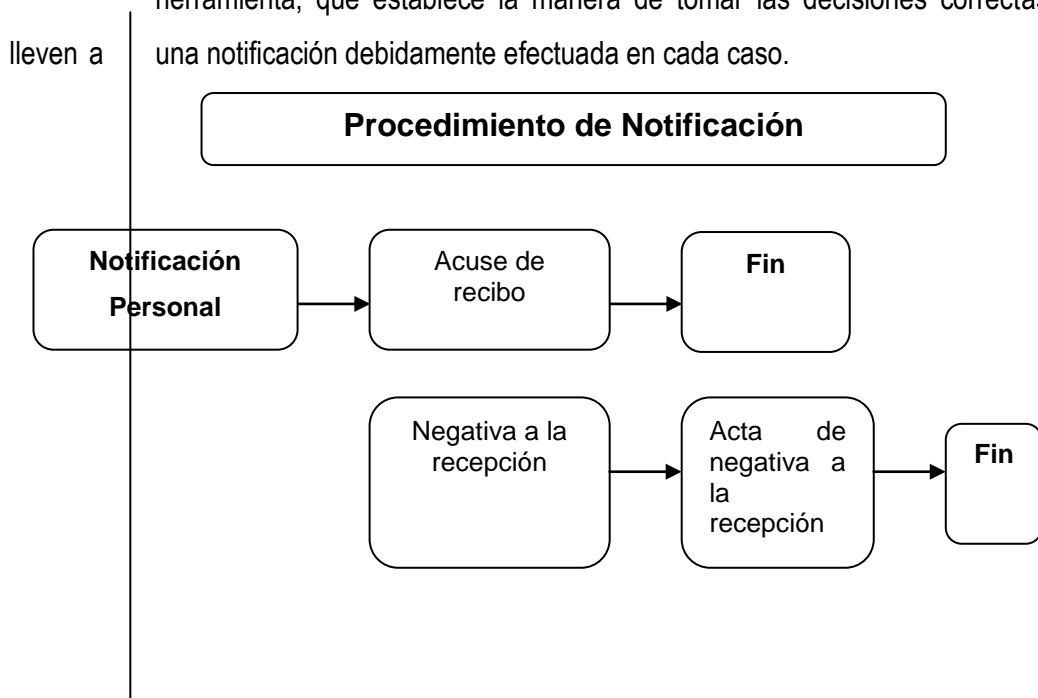 herramienta, que establece la manera de tomar las decisiones correctas
lleven a una notificación debidamente efectuada en cada caso.
Procedimiento de Notificación
Notificación
Personal
Acuse de
recibo
Fin
Negativa a la
recepción
Acta de
negativa a
la
recepción
Fin